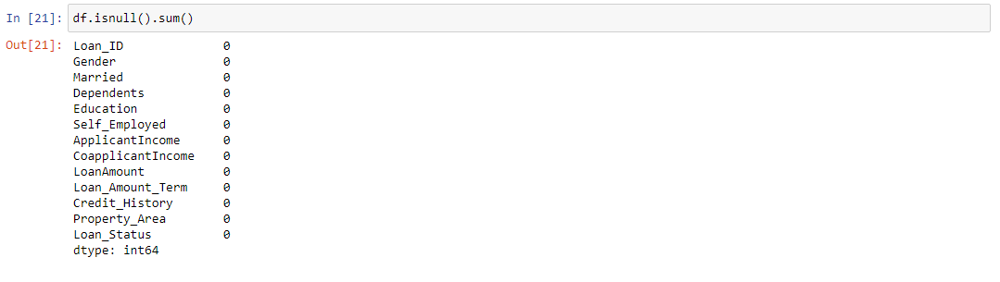 In [21]: df.isnull().sum()
Out[21]: Loan_ID 0
Gender 0
Married 0
Dependents 0
Education 0
Self_Employed 0
ApplicantIncome 0
CoapplicantIncome 0
LoanAmount 0
Loan_Amount_Term 0
Credit_History 0
Property_Area 0
Loan_Status 0
dtype: int64